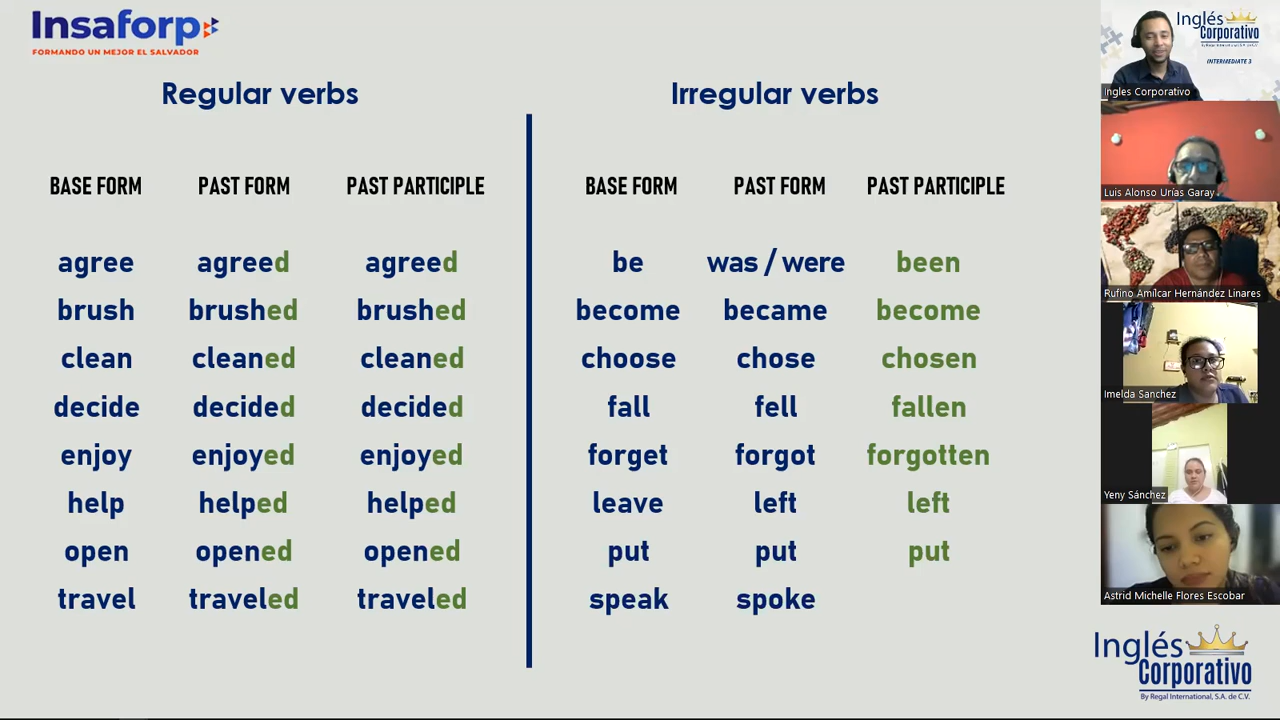 Insaforp
FORMANDO UN MEJOR EL SALVADOR
Regular verbs
BASE FORM PAST FORM PAST PARTICIPLE
agree agreed agreed
brush brushed brushed
clean cleaned cleaned
decide decided decided
enjoy enjoyed enjoyed
help helped helped
open opened opened
travel traveled traveled
Irregular verbs
BASE FORM PAST FORM PAST PARTICIPLE
be was / were been
become became become
choose chose chosen
fall fell fallen
forget forgot forgotten
leave left left
put put put
speak spoke
Inglés
Corporativo
By Regal International, S.A. de C.V.
INTERMEDIATE 3
Ingles Corporativo
Luis Alonso Urías Garay
Rufino Amílcar Hernández Linares
Imelda Sanchez
Yeny Sánchez
Astrid Michelle Flores Escobar
Inglés
Corporativo
By Regal International, S.A. de C.V.